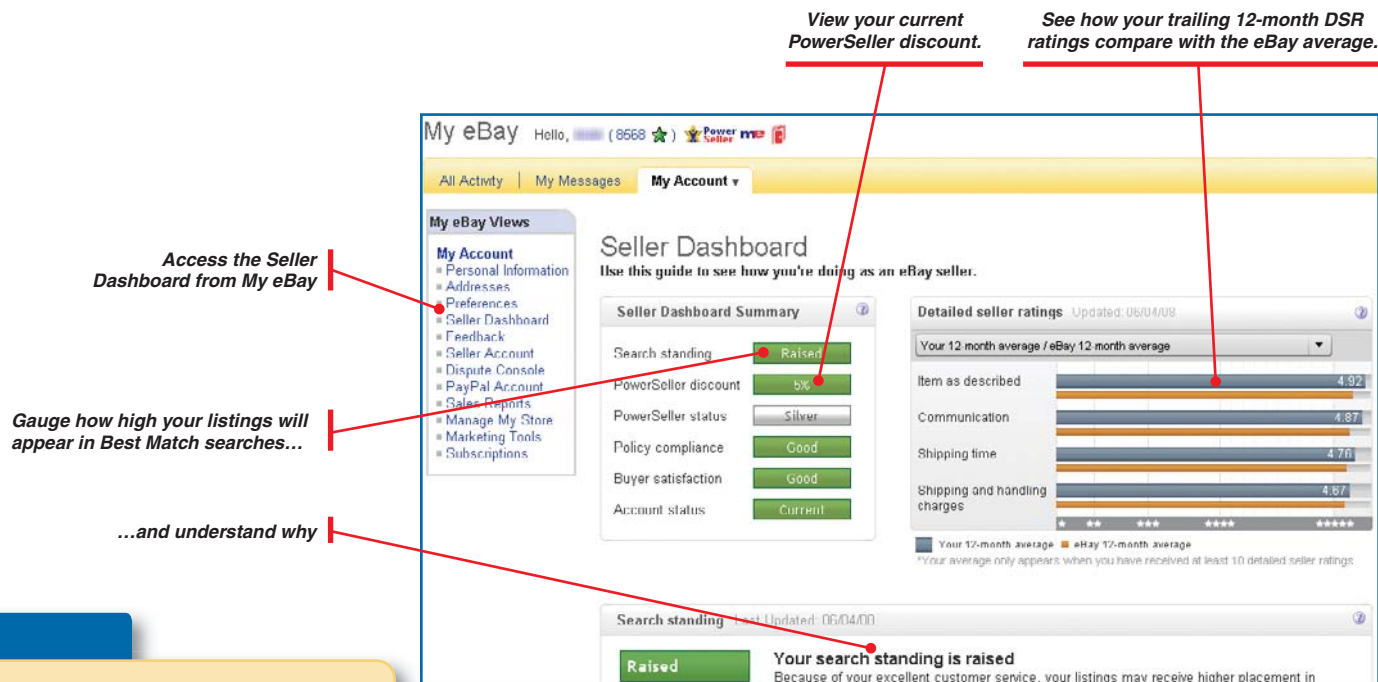 View your current
PowerSeller discount.
See how your trailing 12-month DSR
ratings compare with the eBay average.
My eBay Hello, (8568) Power Seller me
All Activity | My Messages My Account
My eBay Views
My Account
Personal Information
Addresses
Preferences
Seller Dashboard
Feedback
Seller Account
Dispute Console
PayPal Account
Sales Reports
Manage My Store
Marketing Tools
Subscriptions
Access the Seller
Dashboard from My eBay
Gauge how high your listings will
appear in Best Match searches…
…and understand why
Seller Dashboard
Use this guide to see how you're doing as an eBay seller.
Seller Dashboard Summary
Search standing Raised
PowerSeller discount 5%
PowerSeller status Silver
Policy compliance Good
Buyer satisfaction Good
Account status Current
Detailed seller ratings Updated: 06/04/08
Your 12-month average / eBay 12-month average
Item as described 4.92
Communication 4.87
Shipping time 4.76
Shipping and handling
charges 4.67
Your 12-month average eBay 12-month average
*Your average only appears when you have received at least 10 detailed seller ratings
Search standing Last Updated:
Raised
Your search standing is raised
Because of your excellent customer service, your listings may receive higher placement in